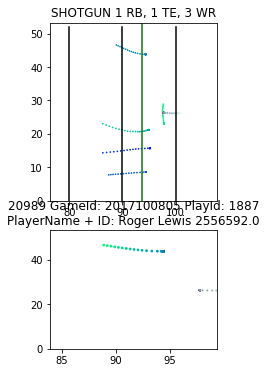 SHOTGUN 1 RB, 1 TE, 3 WR
50
40
30
20
10
0
80 90 100
20989 GameId: 2017100805 PlayId: 1887
PlayerName + ID: Roger Lewis 2556592.0
40
20
0
85 90 95